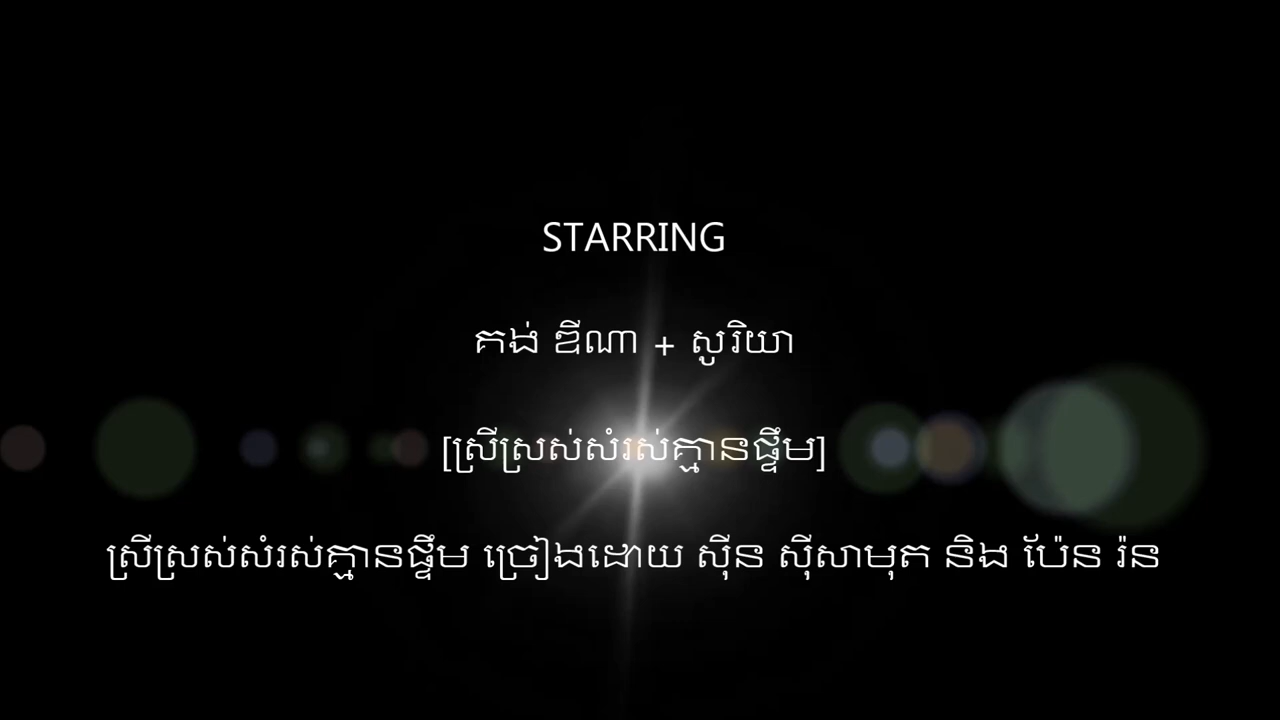 STARRING
គង់ ឌីណា + សូរិយា
[ស្រីស្រស់សំរស់គ្មានផ្ទឹម]
ស្រីស្រស់សំរស់គ្មានផ្ទឹម ច្រៀងដោយ ស៊ីន ស៊ីសាមុត និង ប៉ែន រ៉ន